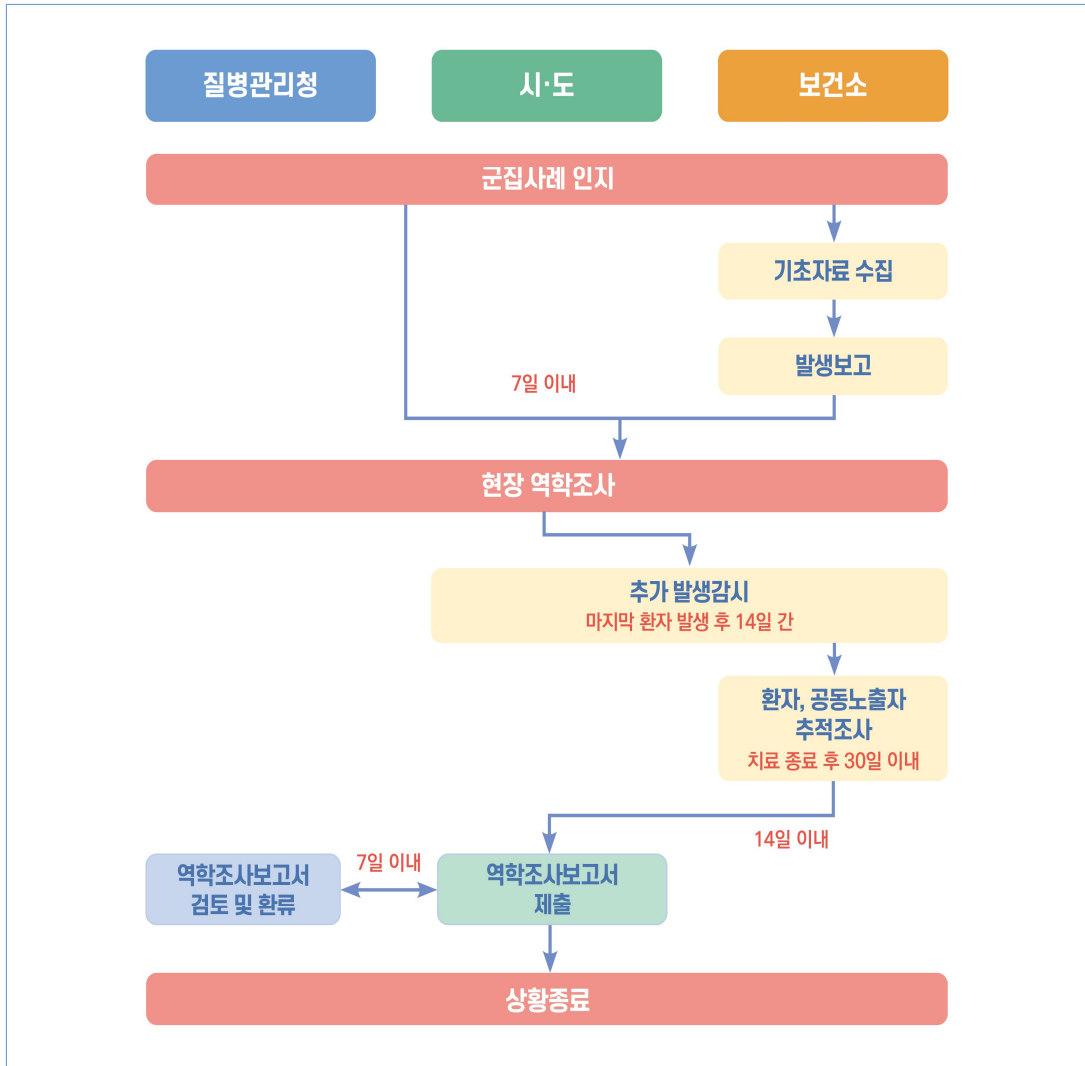 질병관리청
시·도
보건소
군집사례 인지
기초자료 수집
발생보고
7일 이내
현장 역학조사
추가 발생감시
마지막 환자 발생 후 14일 간
환자, 공동노출자
추적조사
치료 종료 후 30일 이내
14일 이내
역학조사보고서
검토 및 환류
7일 이내
역학조사보고서
제출
상황종료